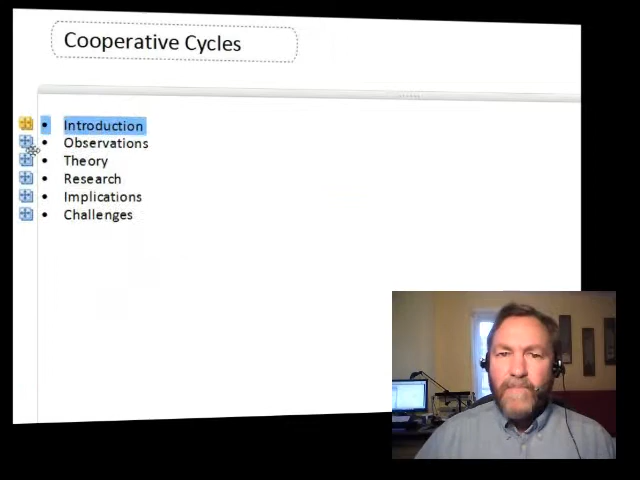 Cooperative Cycles
• Introduction
• Observations
• Theory
• Research
• Implications
• Challenges